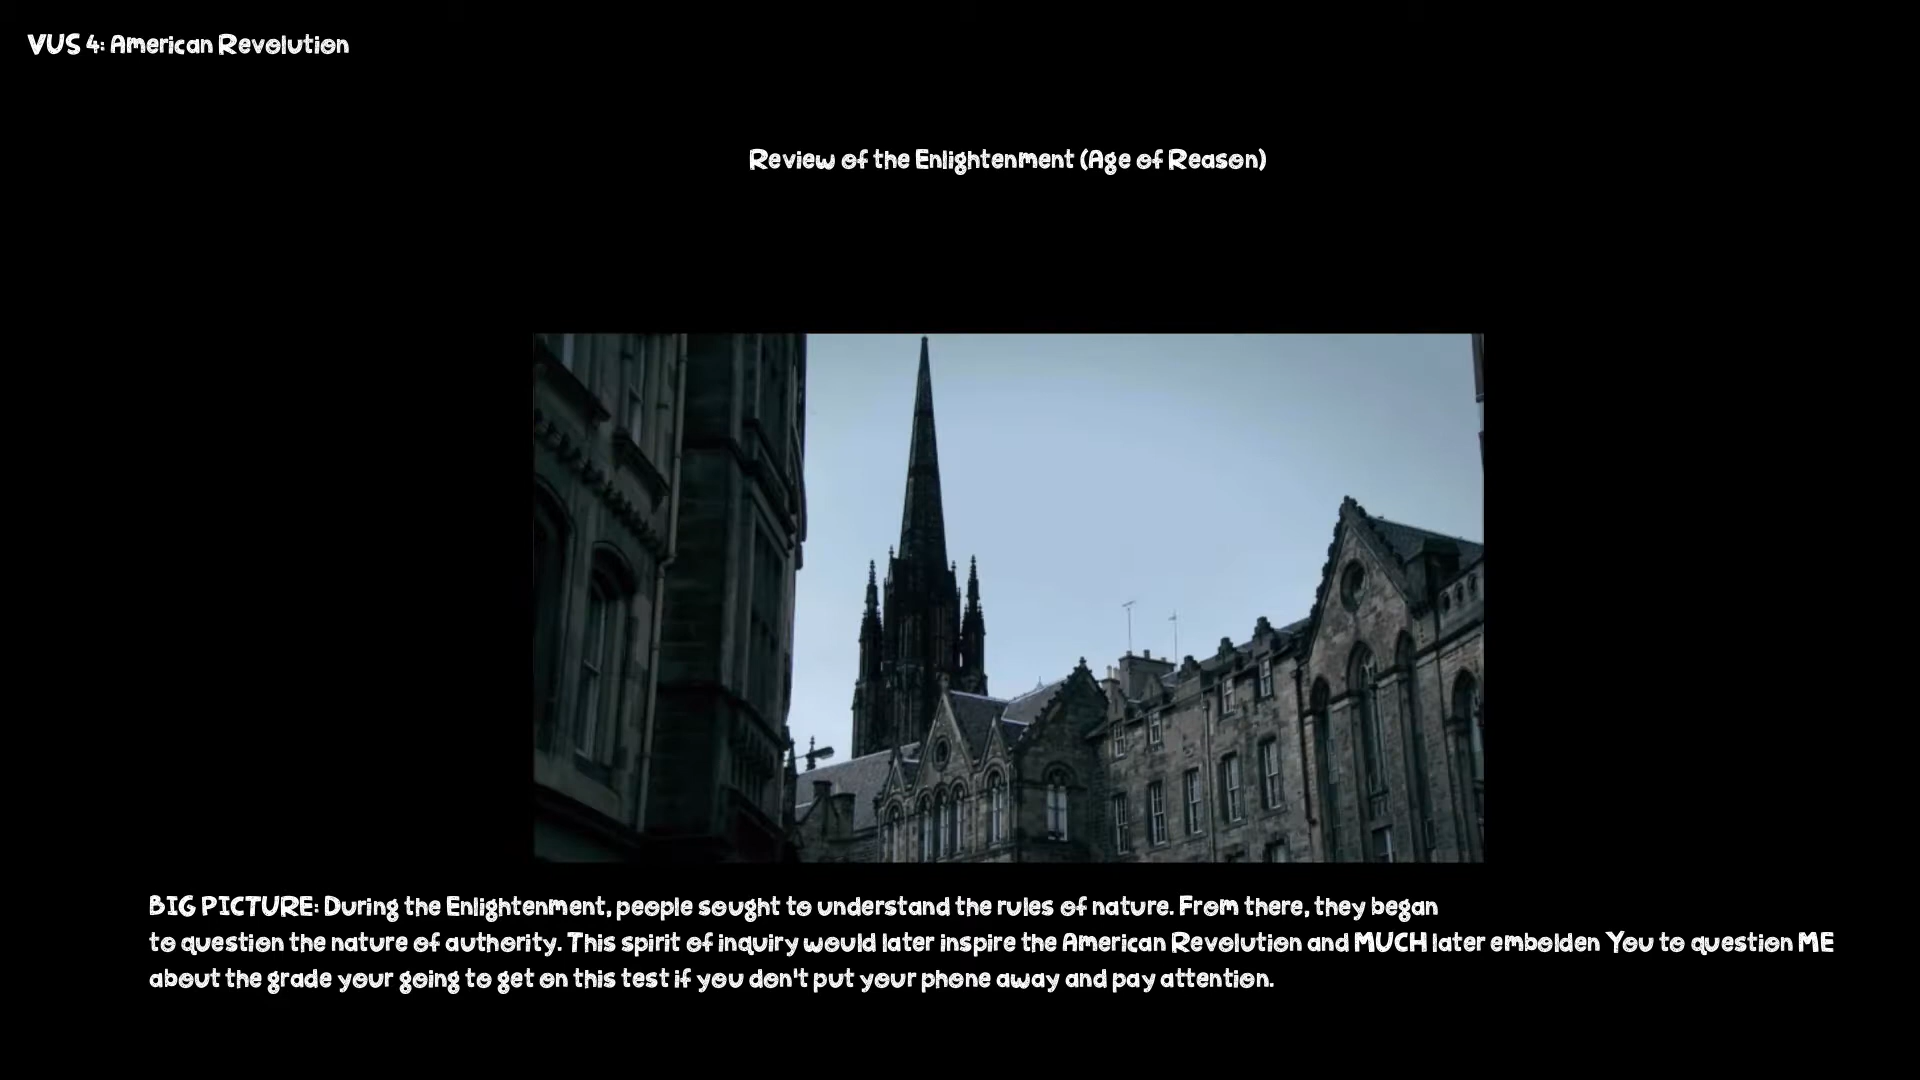 VUS 4: American Revolution
Review of the Enlightenment (Age of Reason)
BIG PICTURE: During the Enlightenment, people sought to understand the rules of nature. From there, they began
to question the nature of authority. This spirit of inquiry would later inspire the American Revolution and MUCH later embolden You to question ME
about the grade your going to get on this test if you don't put your phone away and pay attention.